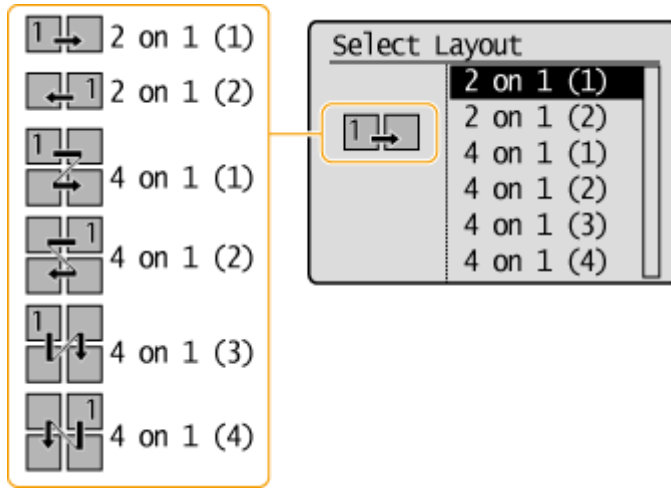 1 2 on 1 (1)
1 2 on 1 (2)
1 4 on 1 (1)
1 4 on 1 (2)
1 4 on 1 (3)
1 4 on 1 (4)
Select Layout
1
2 on 1 (1)
2 on 1 (2)
4 on 1 (1)
4 on 1 (2)
4 on 1 (3)
4 on 1 (4)